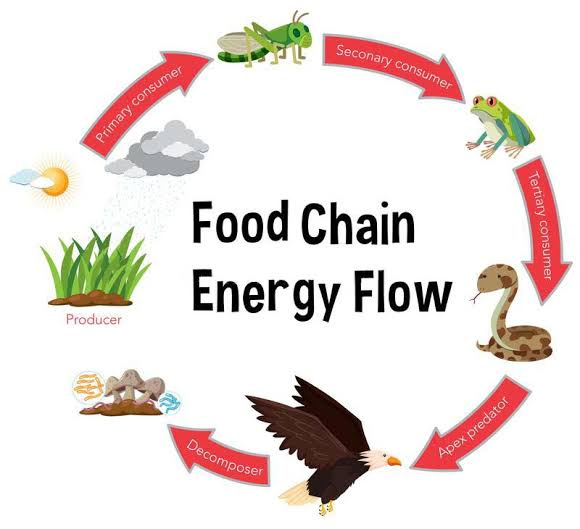 Primary consumer
Seconary consumer
Tertiary consumer
Food Chain
Energy Flow
Producer
Apex predator
Decomposer